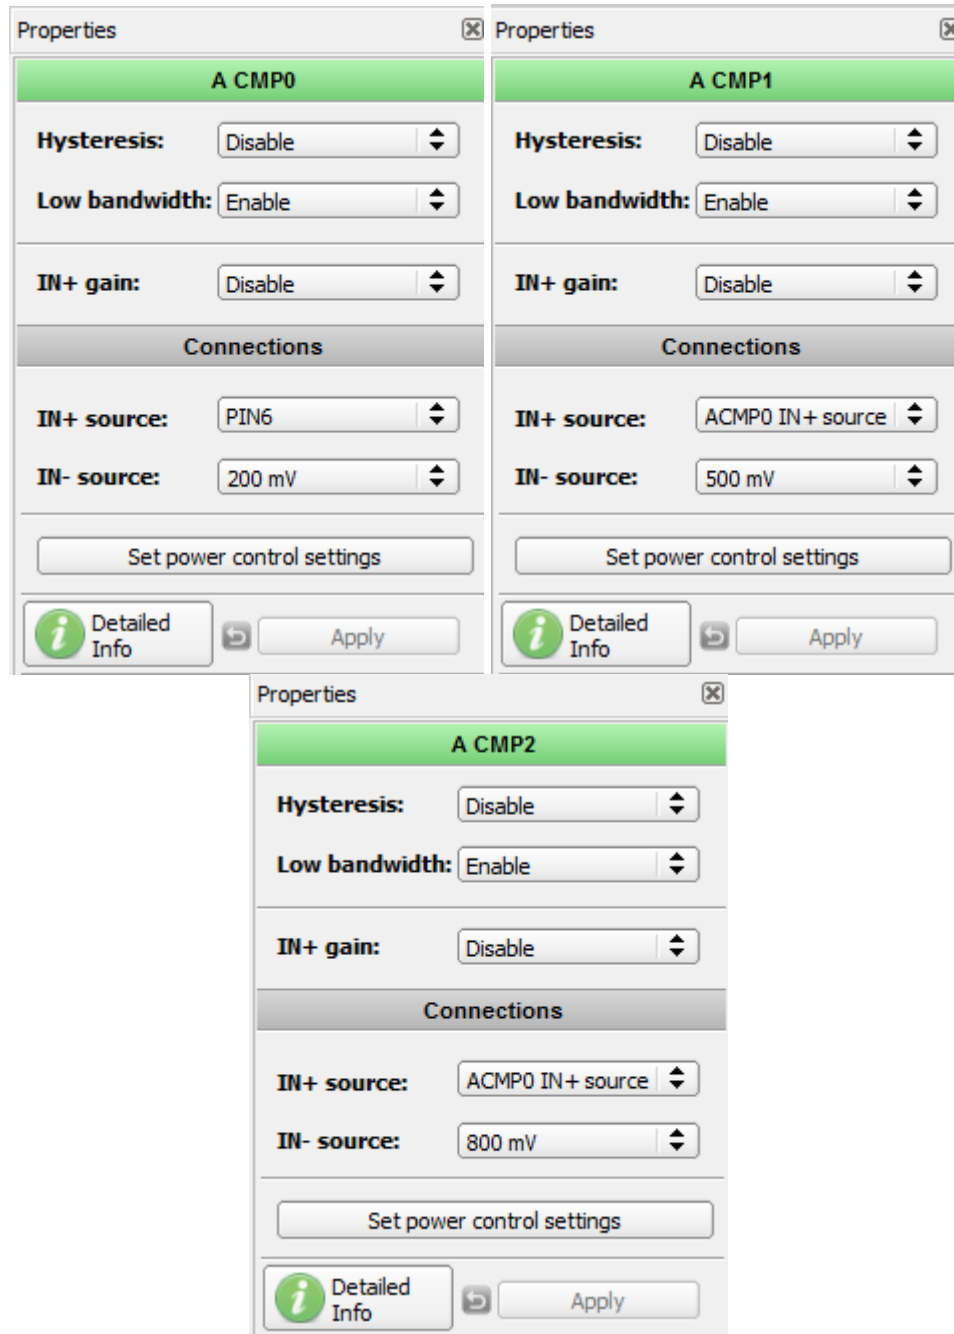 Properties
A CMP0
Hysteresis: Disable
Low bandwidth: Enable
IN+ gain: Disable
Connections
IN+ source: PIN6
IN- source: 200 mV
Set power control settings
Detailed
Info
Apply
Properties
A CMP1
Hysteresis: Disable
Low bandwidth: Enable
IN+ gain: Disable
Connections
IN+ source: ACMP0 IN+ source
IN- source: 500 mV
Set power control settings
Detailed
Info
Apply
Properties
A CMP2
Hysteresis: Disable
Low bandwidth: Enable
IN+ gain: Disable
Connections
IN+ source: ACMP0 IN+ source
IN- source: 800 mV
Set power control settings
Detailed
Info
Apply